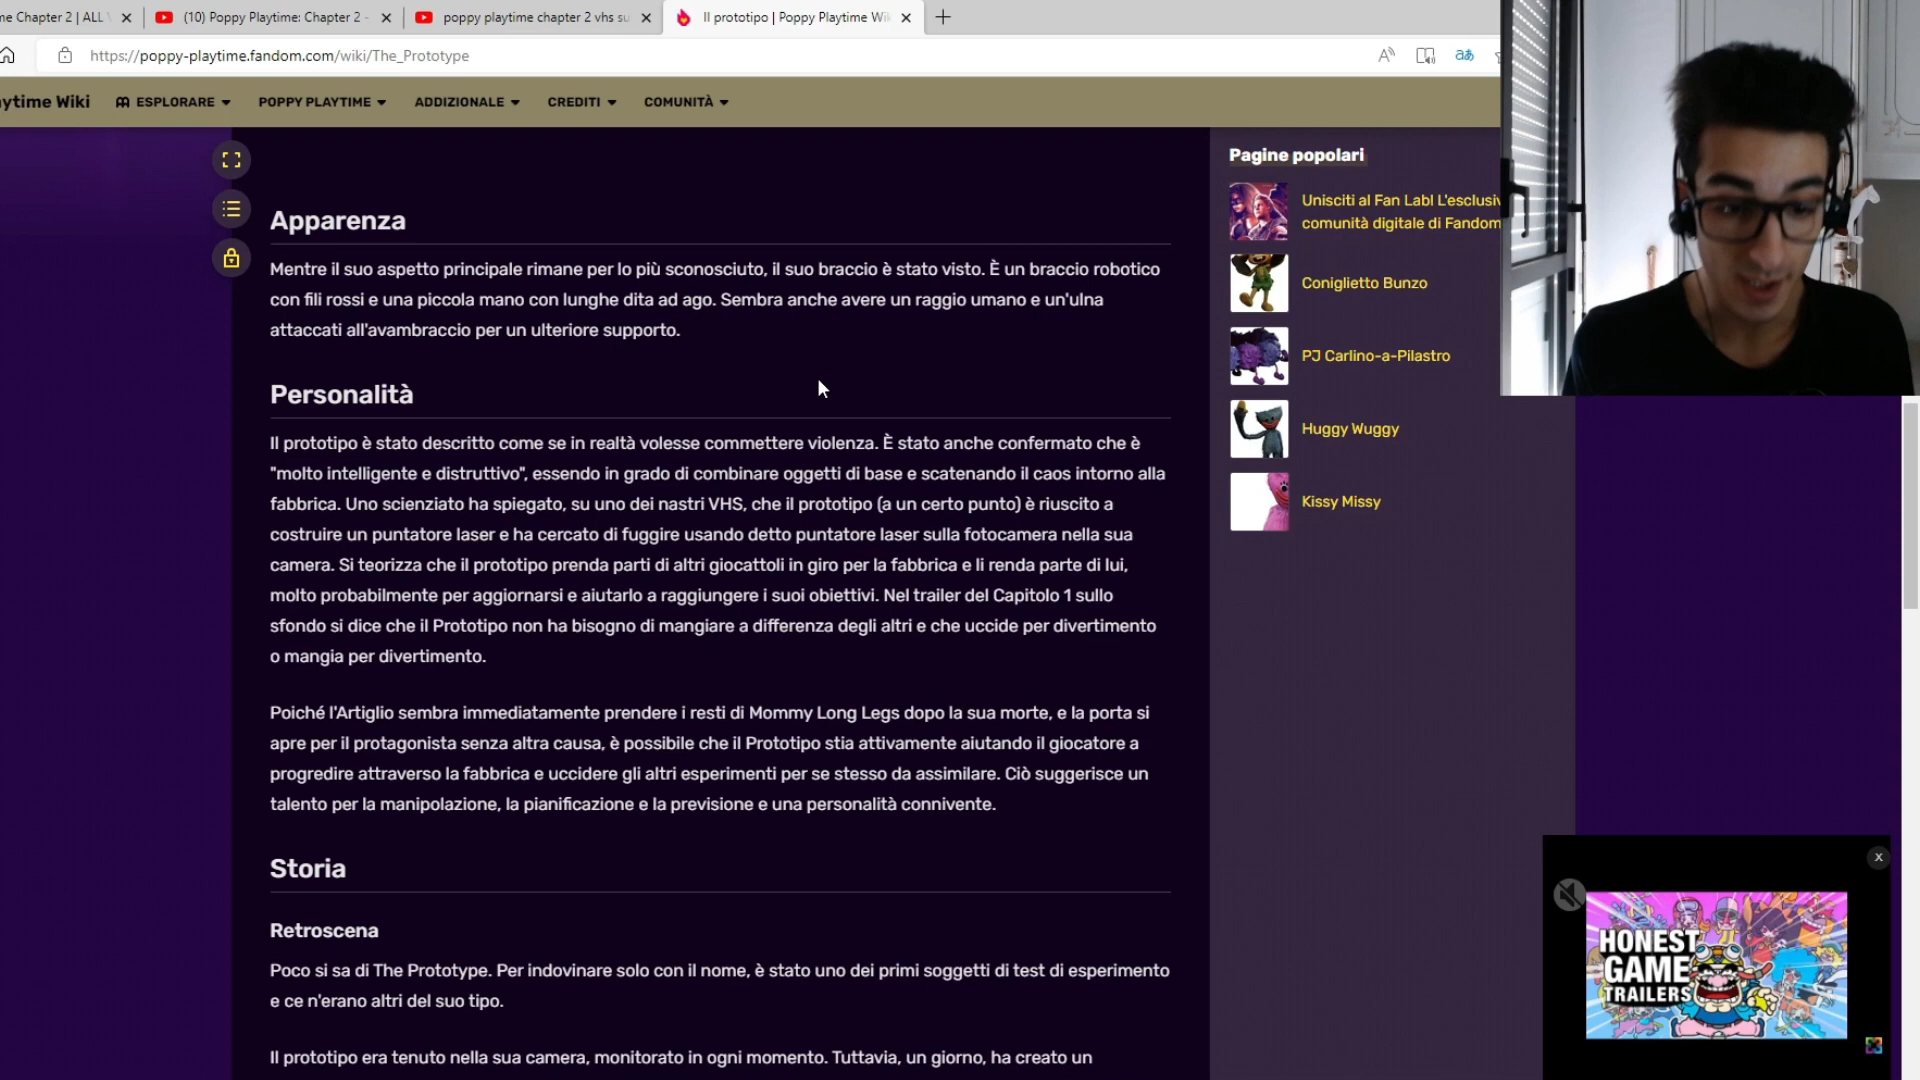 me Chapter 2 | ALL
(10) Poppy Playtime: Chapter 2 -
poppy playtime chapter 2 vhs su
Il prototipo | Poppy Playtime Wiki
https://poppy-playtime.fandom.com/wiki/The_Prototype
aあ
ytime Wiki
ESPLORARE
POPPY PLAYTIME
ADDIZIONALE
CREDITI
COMUNITÀ
Apparenza
Mentre il suo aspetto principale rimane per lo più sconosciuto, il suo braccio è stato visto. È un braccio robotico
con fili rossi e una piccola mano con lunghe dita ad ago. Sembra anche avere un raggio umano e un'ulna
attaccati all'avambraccio per un ulteriore supporto.
Personalità
Il prototipo è stato descritto come se in realtà volesse commettere violenza. È stato anche confermato che è
"molto intelligente e distruttivo", essendo in grado di combinare oggetti di base e scatenando il caos intorno alla
fabbrica. Uno scienziato ha spiegato, su uno dei nastri VHS, che il prototipo (a un certo punto) è riuscito a
costruire un puntatore laser e ha cercato di fuggire usando detto puntatore laser sulla fotocamera nella sua
camera. Si teorizza che il prototipo prenda parti di altri giocattoli in giro per la fabbrica e li renda parte di lui,
molto probabilmente per aggiornarsi e aiutarlo a raggiungere i suoi obiettivi. Nel trailer del Capitolo 1 sullo
sfondo si dice che il Prototipo non ha bisogno di mangiare a differenza degli altri e che uccide per divertimento
o mangia per divertimento.
Poiché l'Artiglio sembra immediatamente prendere i resti di Mommy Long Legs dopo la sua morte, e la porta si
apre per il protagonista senza altra causa, è possibile che il Prototipo stia attivamente aiutando il giocatore a
progredire attraverso la fabbrica e uccidere gli altri esperimenti per se stesso da assimilare. Ciò suggerisce un
talento per la manipolazione, la pianificazione e la previsione e una personalità connivente.
Storia
Retroscena
Poco si sa di The Prototype. Per indovinare solo con il nome, è stato uno dei primi soggetti di test di esperimento
e ce n'erano altri del suo tipo.
Il prototipo era tenuto nella sua camera, monitorato in ogni momento. Tuttavia, un giorno, ha creato un
Pagine popolari
Unisciti al Fan Lab! L'esclusiv
comunità digitale di Fandom
Coniglietto Bunzo
PJ Carlino-a-Pilastro
Huggy Wuggy
Kissy Missy
X
HONEST
GAME
TRAILERS